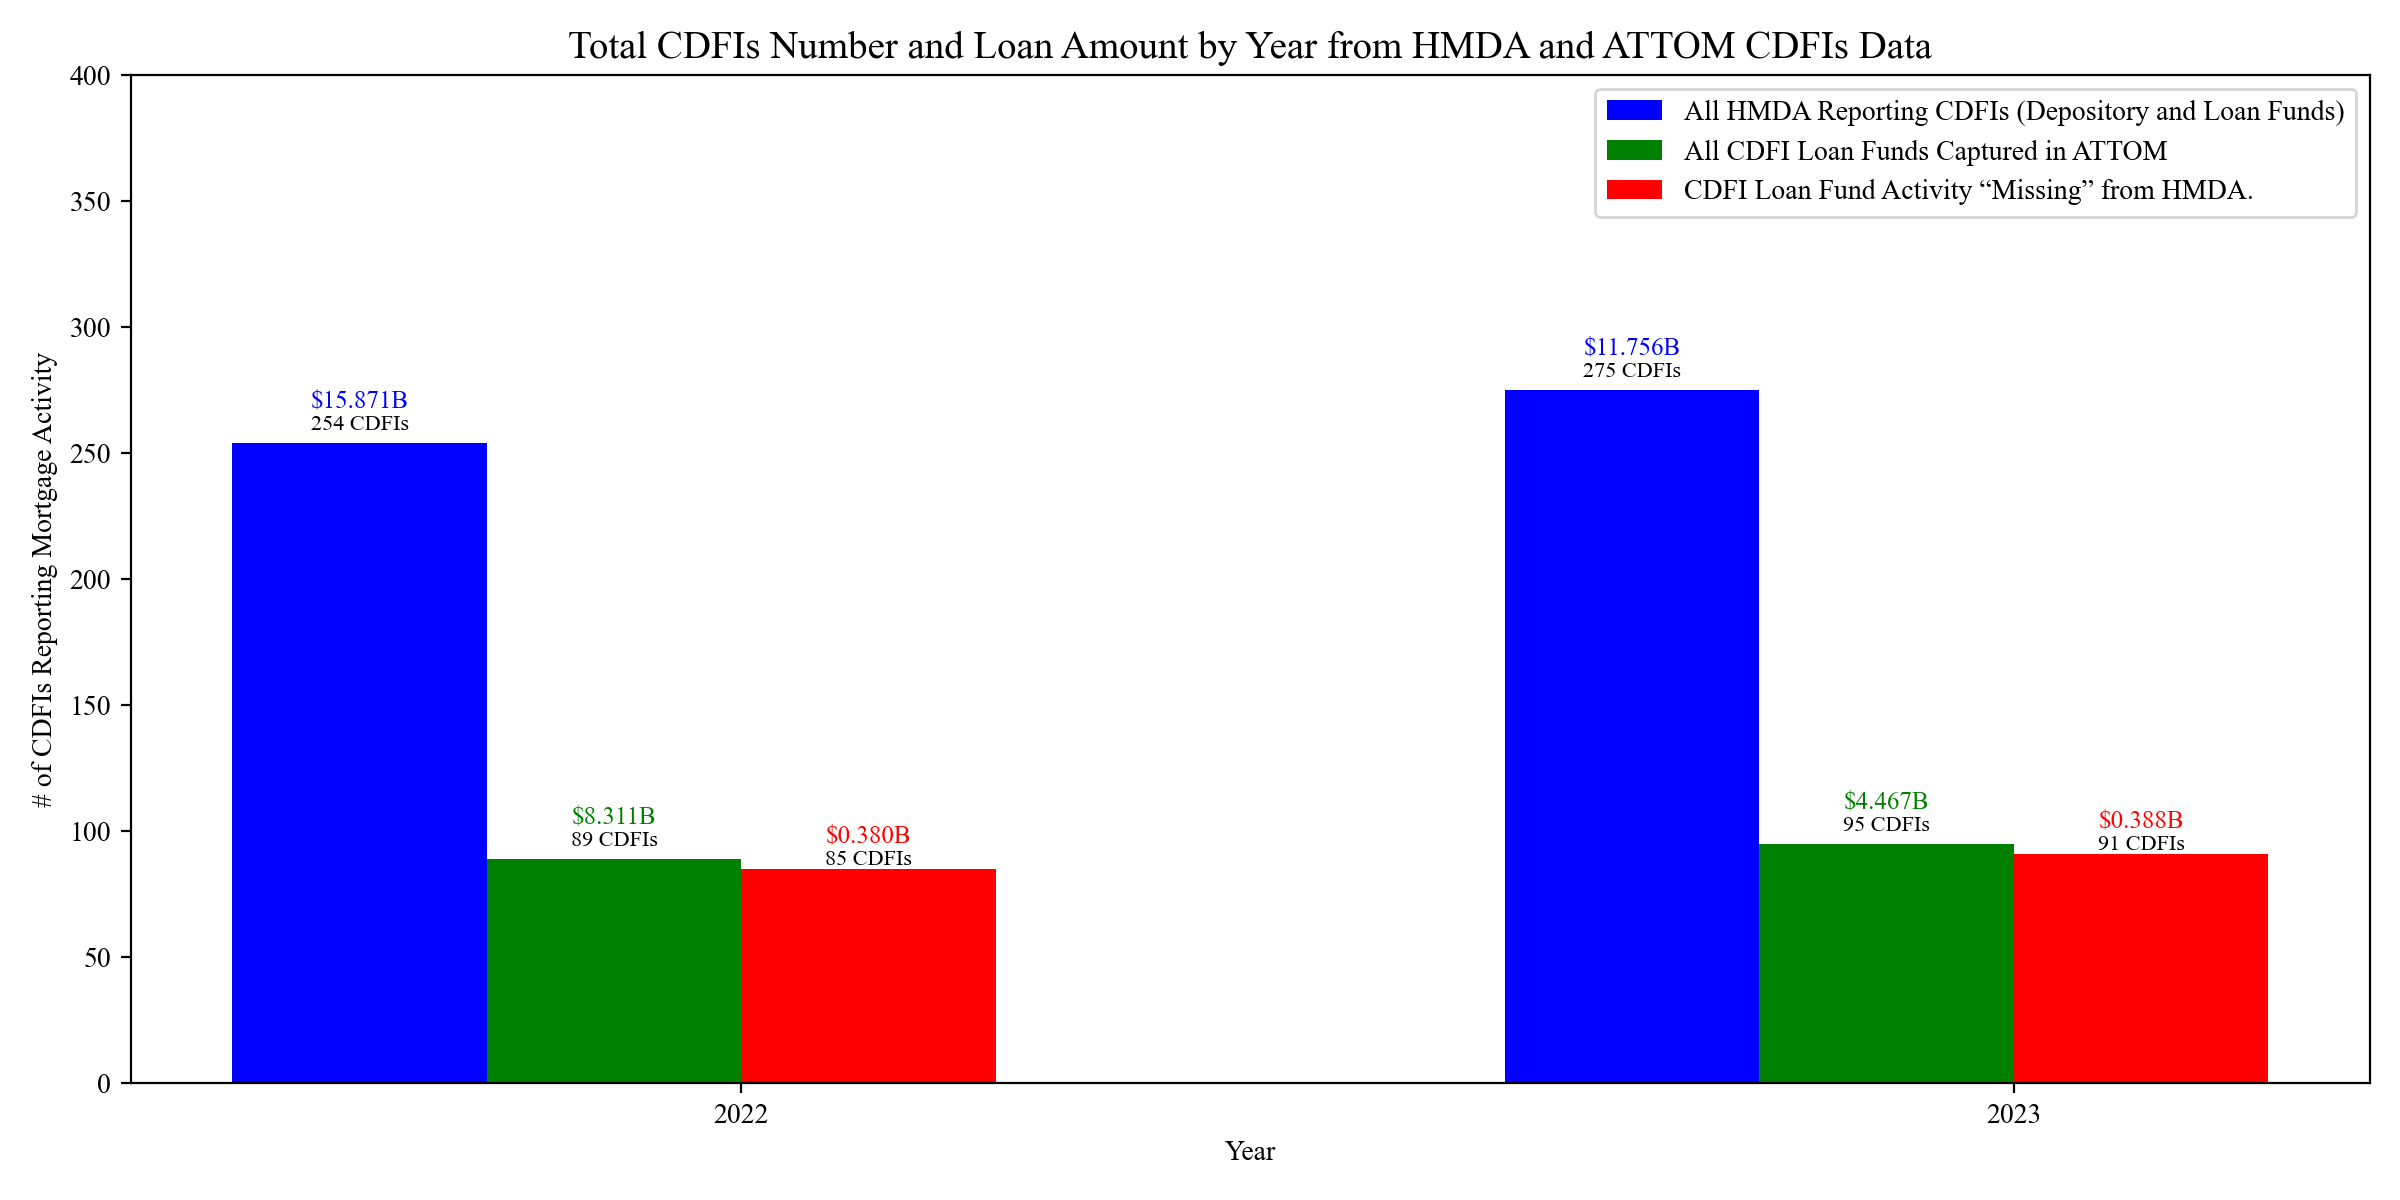 Total CDFIs Number and Loan Amount by Year from HMDA and ATTOM CDFIs Data
All HMDA Reporting CDFIs (Depository and Loan Funds)
All CDFI Loan Funds Captured in ATTOM
CDFI Loan Fund Activity “Missing” from HMDA.
# of CDFIs Reporting Mortgage Activity
400
350
300
250
200
150
100
50
0
$15.871B
254 CDFIs
$8.311B
89 CDFIs
$0.380B
85 CDFIs
$11.756B
275 CDFIs
$4.467B
95 CDFIs
$0.388B
91 CDFIs
2022
2023
Year